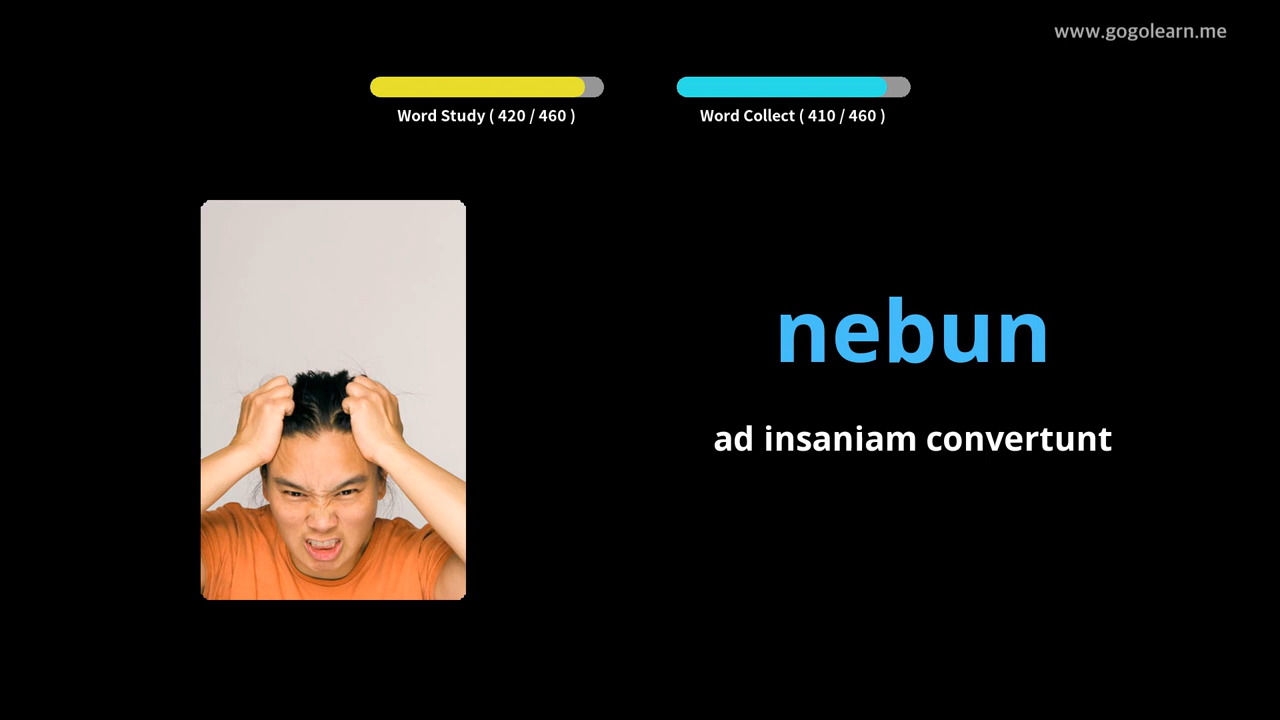 www.gogolearn.me
Word Study ( 420 / 460 )
Word Collect ( 410 / 460 )
nebun
ad insaniam convertunt